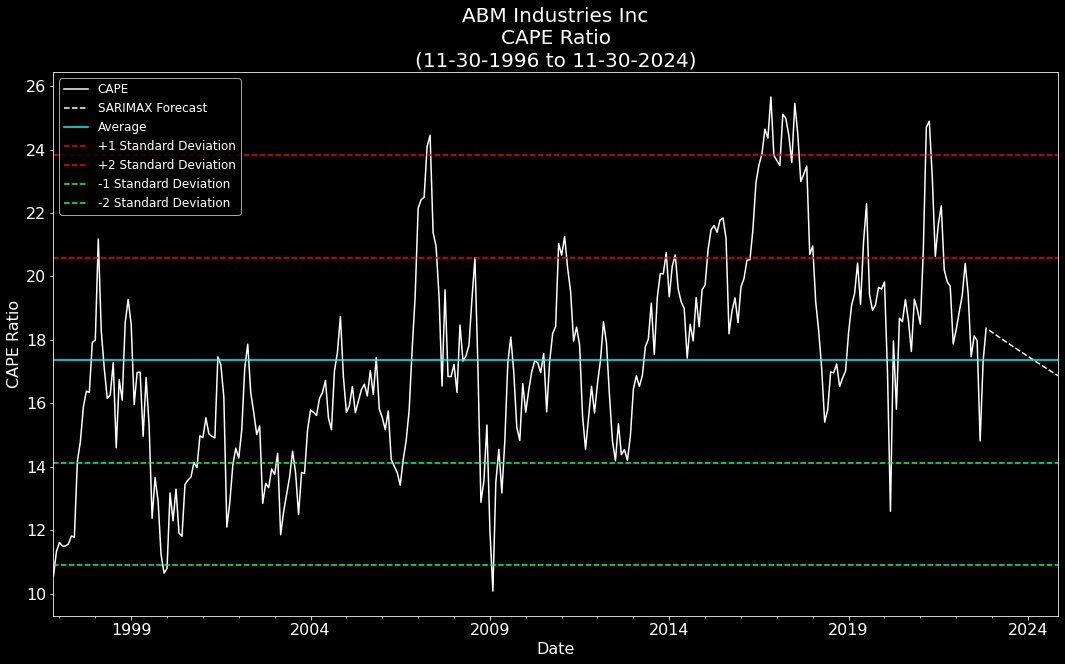 ABM Industries Inc
CAPE Ratio
(11-30-1996 to 11-30-2024)
CAPE
SARIMAX Forecast
Average
+1 Standard Deviation
+2 Standard Deviation
-1 Standard Deviation
-2 Standard Deviation
CAPE Ratio
26
24
22
20
18
16
14
12
10
1999
2004
2009
2014
2019
2024
Date